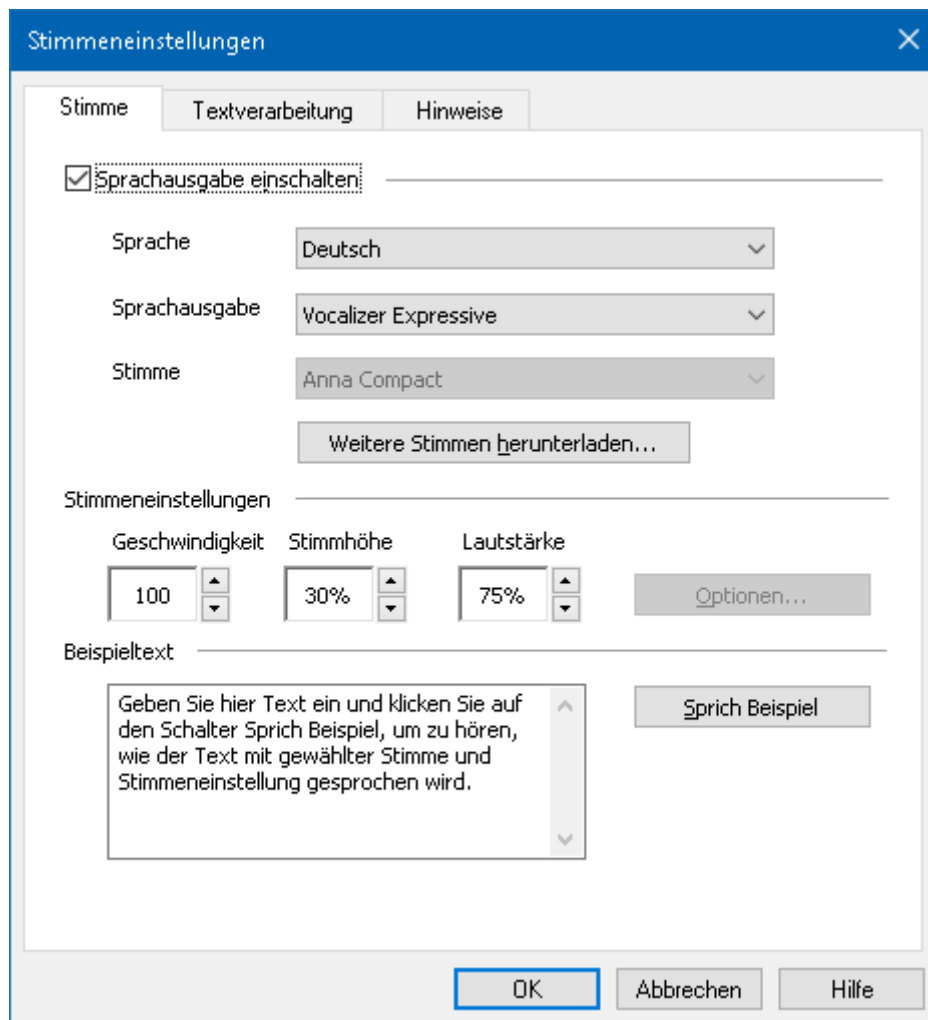 Stimmeneinstellungen
Stimme Textverarbeitung Hinweise
Sprachausgabe einschalten
Sprache Deutsch
Sprachausgabe Vocalizer Expressive
Stimme Anna Compact
Weitere Stimmen herunterladen...
Stimmeneinstellungen
Geschwindigkeit Stimmhöhe Lautstärke
100 30% 75% Optionen...
Beispieltext
Geben Sie hier Text ein und klicken Sie auf
den Schalter Sprich Beispiel, um zu hören,
wie der Text mit gewählter Stimme und
Stimmeneinstellung gesprochen wird.
Sprich Beispiel
OK Abbrechen Hilfe